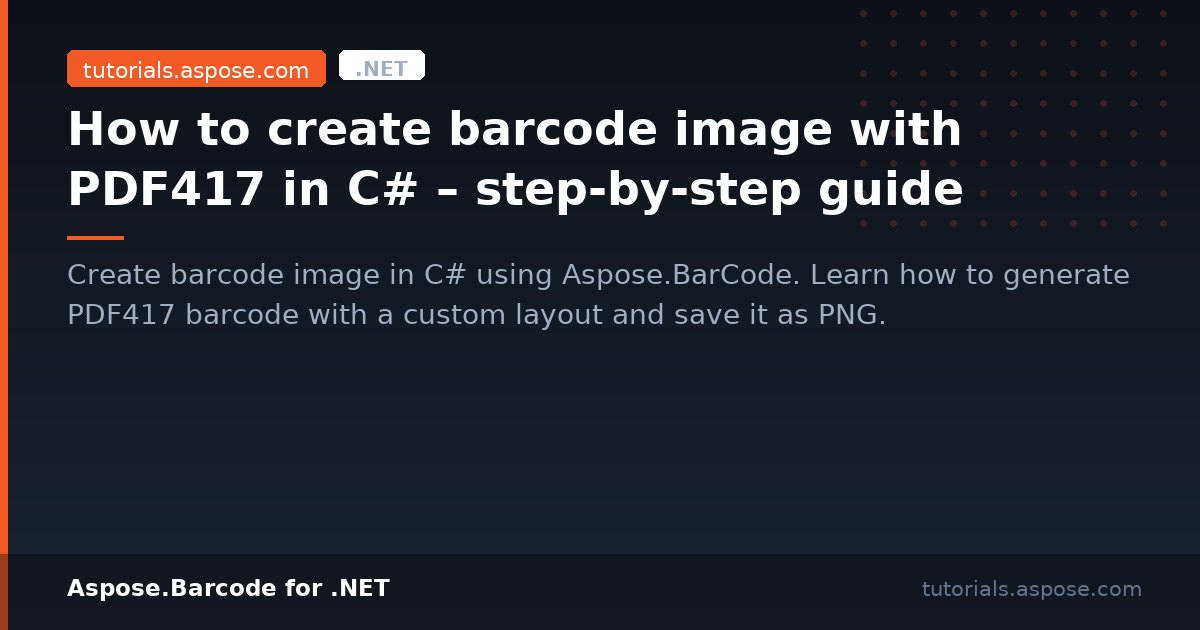 tutorials.aspose.com
.NET
How to create barcode image with
PDF417 in C# – step-by-step guide
Create barcode image in C# using Aspose.BarCode. Learn how to generate
PDF417 barcode with a custom layout and save it as PNG.
Aspose.Barcode for .NET
tutorials.aspose.com